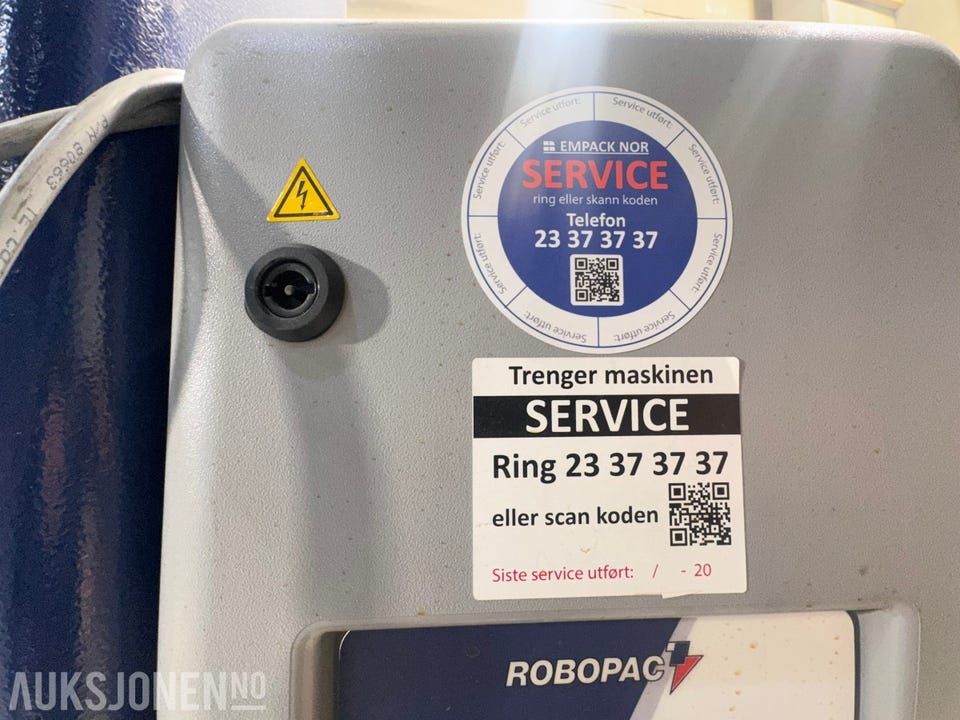 Service utført:
Service utført:
Service utført:
Service utført:
Service utført:
Service utført:
Service utført:
Service utført:
EMPACK NOR
SERVICE
ring eller skann koden
Telefon
23 37 37 37
Trenger maskinen
SERVICE
Ring 23 37 37 37
eller scan koden
Siste service utført: / - 20
ROBOPAC
AUKSJONEN.NO